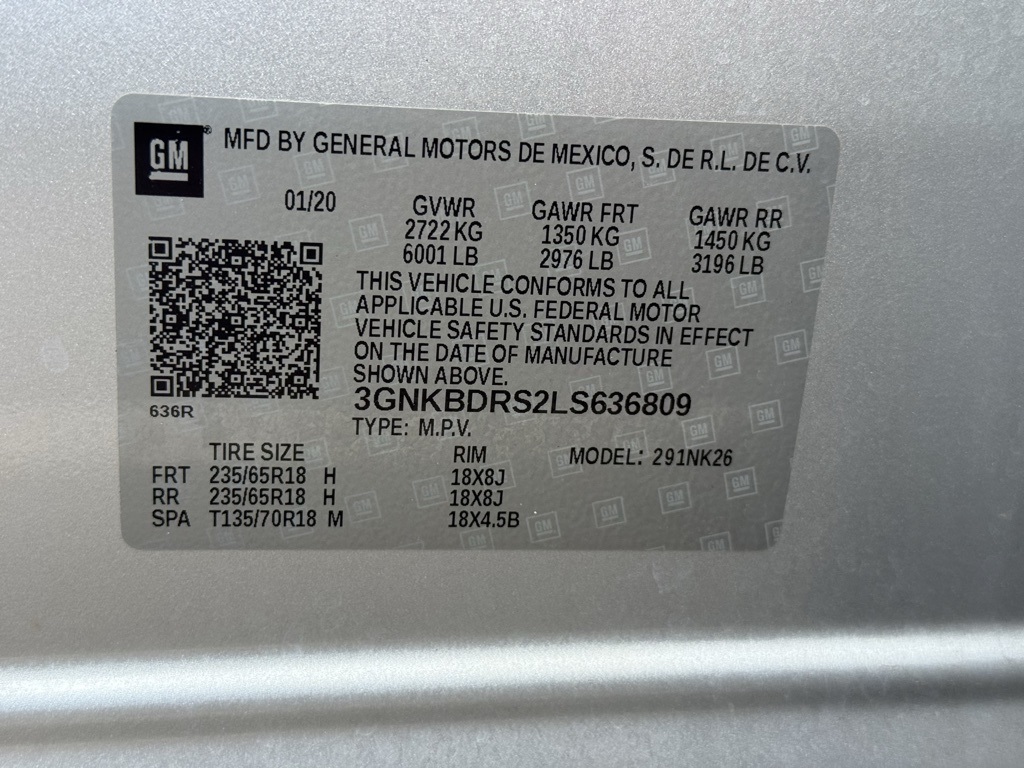 GM® MFD BY GENERAL MOTORS DE MEXICO, S. DE R.L. DE C.V.
01/20 GVWR GAWR FRT GAWR RR
2722 KG 1350 KG 1450 KG
6001 LB 2976 LB 3196 LB
THIS VEHICLE CONFORMS TO ALL
APPLICABLE U.S. FEDERAL MOTOR
VEHICLE SAFETY STANDARDS IN EFFECT
ON THE DATE OF MANUFACTURE
SHOWN ABOVE.
3GNKBDRS2LS636809
636R
TYPE: M.P.V.
TIRE SIZE RIM MODEL: 291NK26
FRT 235/65R18 H 18X8J
RR 235/65R18 H 18X8J
SPA T135/70R18 M 18X4.5B